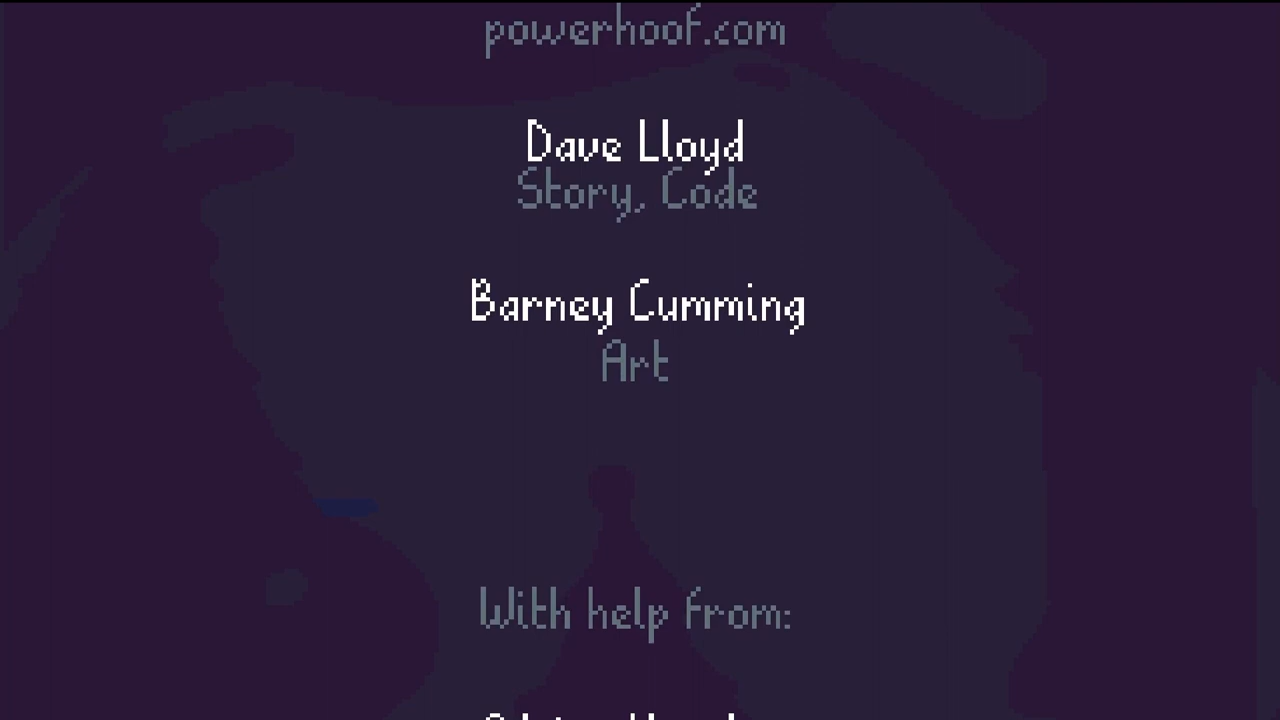 powerhoof.com
Dave Lloyd
Story, Code
Barney Cumming
Art
With help from: